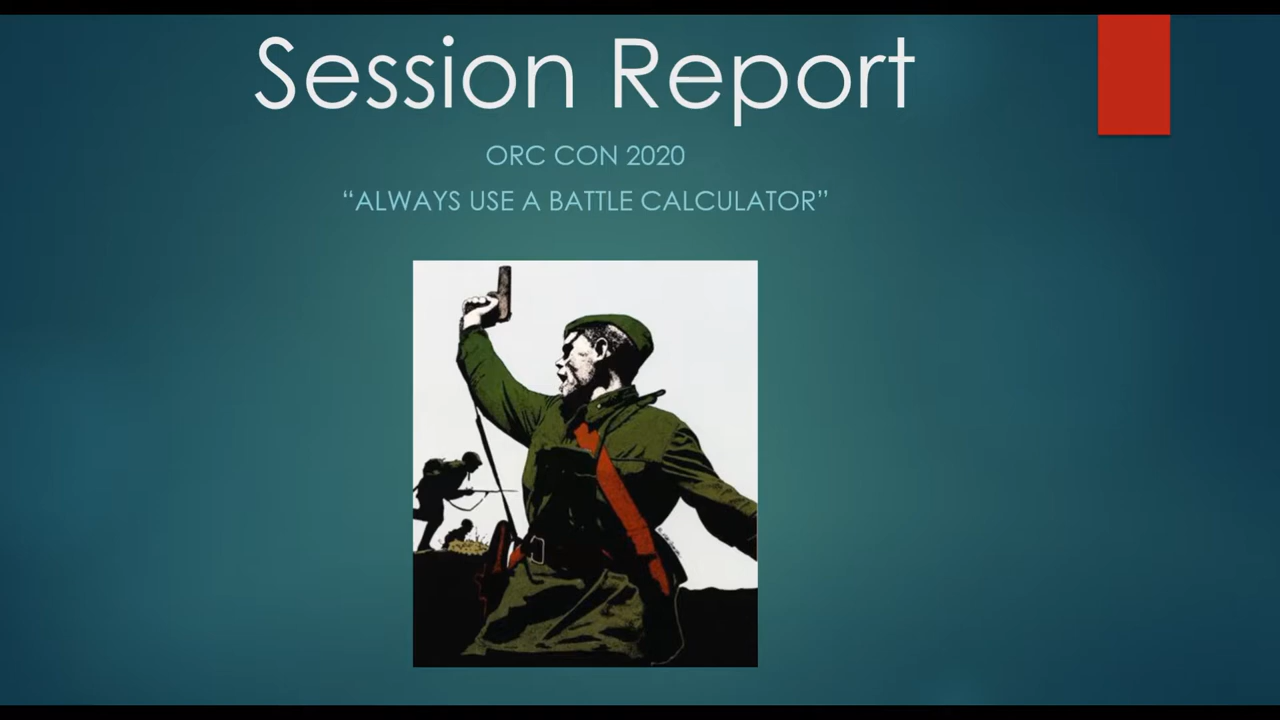 Session Report
ORC CON 2020
“ALWAYS USE A BATTLE CALCULATOR”